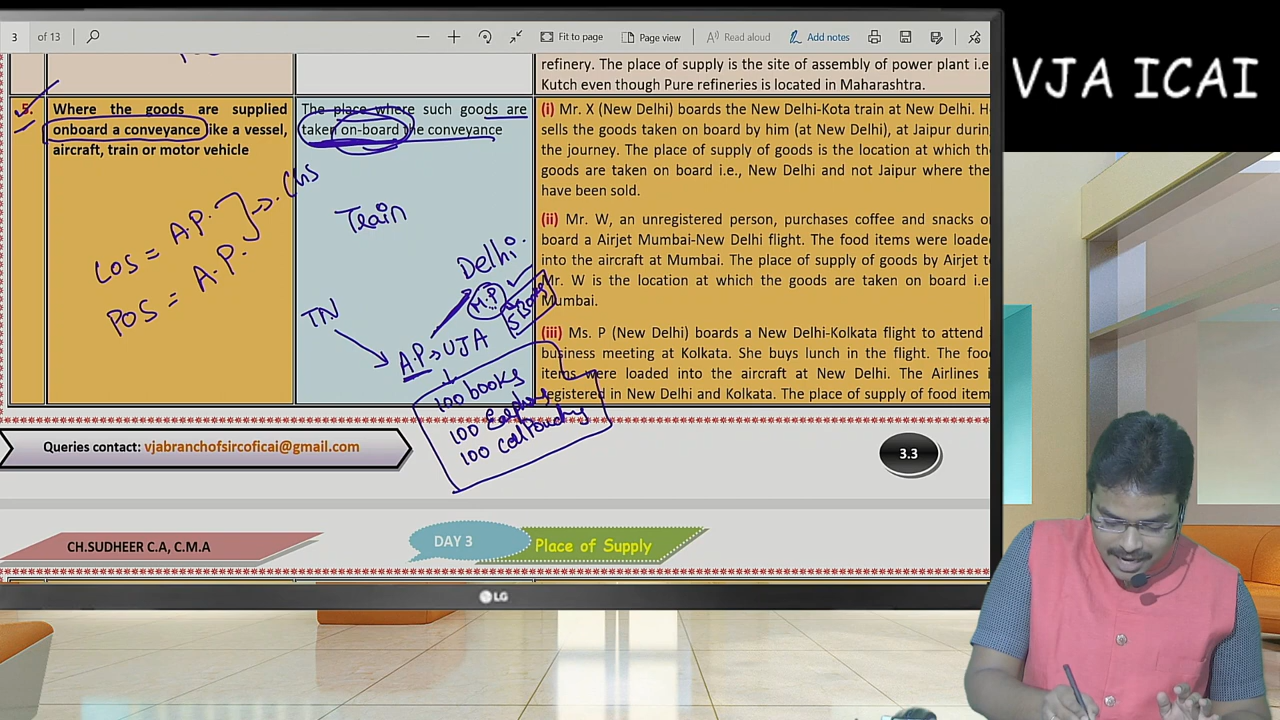 3 of 13
Fit to page
Page view
Read aloud
Add notes
VJA ICAI
refinery. The place of supply is the site of assembly of power plant i.e
Kutch even though Pure refineries is located in Maharashtra.
5.
Where the goods are supplied
onboard a conveyance like a vessel,
aircraft, train or motor vehicle
The place where such goods are
taken on-board the conveyance
(i) Mr. X (New Delhi) boards the New Delhi-Kota train at New Delhi. H
sells the goods taken on board by him (at New Delhi), at Jaipur durin
the journey. The place of supply of goods is the location at which th
goods are taken on board i.e., New Delhi and not Jaipur where the
have been sold.
(ii) Mr. W, an unregistered person, purchases coffee and snacks o
board a Airjet Mumbai-New Delhi flight. The food items were loade
into the aircraft at Mumbai. The place of supply of goods by Airjet t
Mr. W is the location at which the goods are taken on board i.e
Mumbai.
(iii) Ms. P (New Delhi) boards a New Delhi-Kolkata flight to attend
business meeting at Kolkata. She buys lunch in the flight. The foo
items were loaded into the aircraft at New Delhi. The Airlines i
registered in New Delhi and Kolkata. The place of supply of food item
LOS = A.P.
POS = A.P.
Train
Delhi
M.P
5 Books
TN
A.P → VJA
100 books
100
100
Queries contact: vjabranchofsircoficai@gmail.com
3.3
CH.SUDHEER C.A, C.M.A
DAY 3
Place of Supply
LG